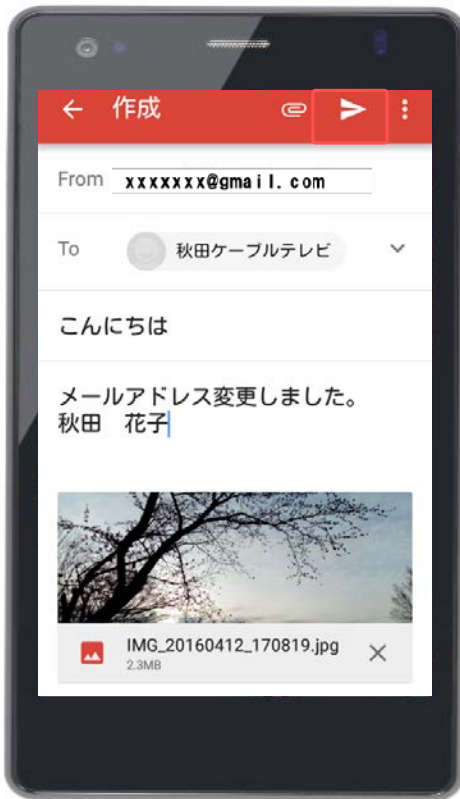 作成
From xxxxxxx@gmail.com
To 秋田ケーブルテレビ
こんにちは
メールアドレス変更しました。
秋田　花子
IMG_20160412_170819.jpg
2.3MB